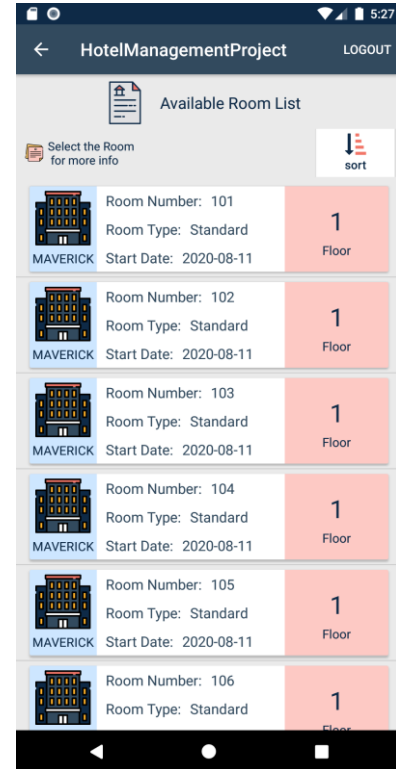 5:27
HotelManagementProject LOGOUT
Available Room List
Select the Room
for more info
sort
Room Number: 101
Room Type: Standard
MAVERICK Start Date: 2020-08-11
1
Floor
Room Number: 102
Room Type: Standard
MAVERICK Start Date: 2020-08-11
1
Floor
Room Number: 103
Room Type: Standard
MAVERICK Start Date: 2020-08-11
1
Floor
Room Number: 104
Room Type: Standard
MAVERICK Start Date: 2020-08-11
1
Floor
Room Number: 105
Room Type: Standard
MAVERICK Start Date: 2020-08-11
1
Floor
Room Number: 106
Room Type: Standard
1
Floor